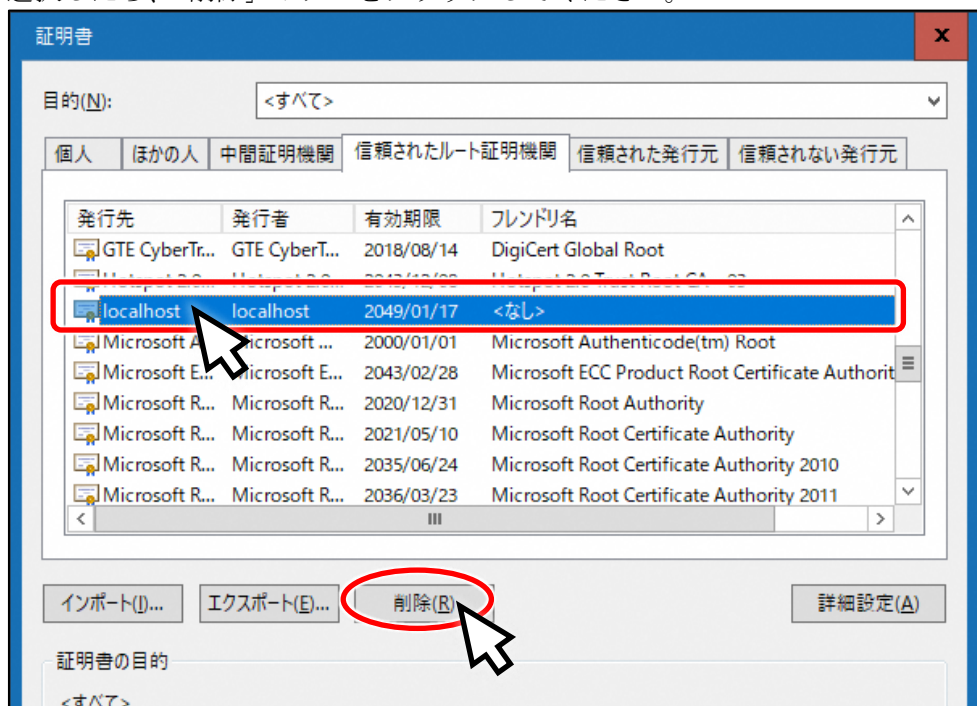 証明書
目的(N): <すべて>
個人 ほかの人 中間証明機関 信頼されたルート証明機関 信頼された発行元 信頼されない発行元
発行先 発行者 有効期限 フレンドリ名
GTE CyberTr... GTE CyberT... 2018/08/14 DigiCert Global Root
localhost localhost 2049/01/17 <なし>
Microsoft A Microsoft ... 2000/01/01 Microsoft Authenticode(tm) Root
Microsoft E... Microsoft E... 2043/02/28 Microsoft ECC Product Root Certificate Authorit
Microsoft R... Microsoft R... 2020/12/31 Microsoft Root Authority
Microsoft R... Microsoft R... 2021/05/10 Microsoft Root Certificate Authority
Microsoft R... Microsoft R... 2035/06/24 Microsoft Root Certificate Authority 2010
Microsoft R... Microsoft R... 2036/03/23 Microsoft Root Certificate Authority 2011
インポート(I)... エクスポート(E)... 削除(R) 詳細設定(A)
証明書の目的
<すべて>